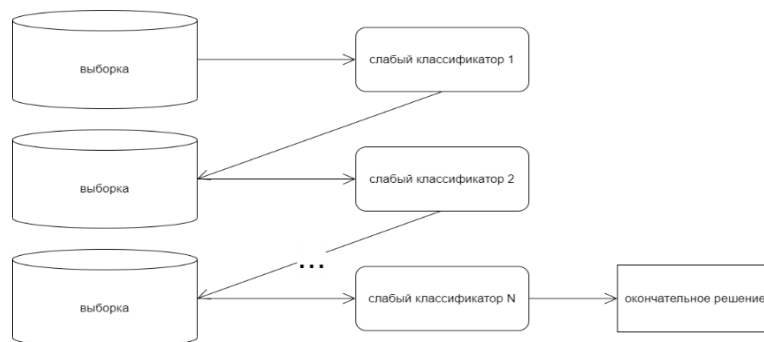 выборка
слабый классификатор 1
выборка
слабый классификатор 2
...
выборка
слабый классификатор N
окончательное решение